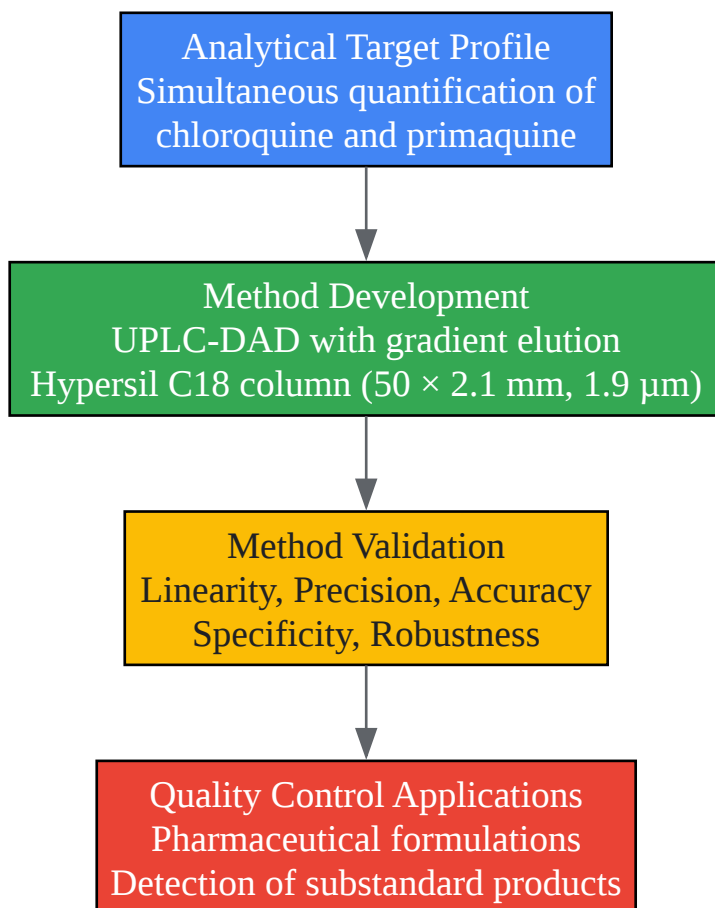 Analytical Target Profile
Simultaneous quantification of
chloroquine and primaquine
Method Development
UPLC-DAD with gradient elution
Hypersil C18 column (50 × 2.1 mm, 1.9 µm)
Method Validation
Linearity, Precision, Accuracy
Specificity, Robustness
Quality Control Applications
Pharmaceutical formulations
Detection of substandard products